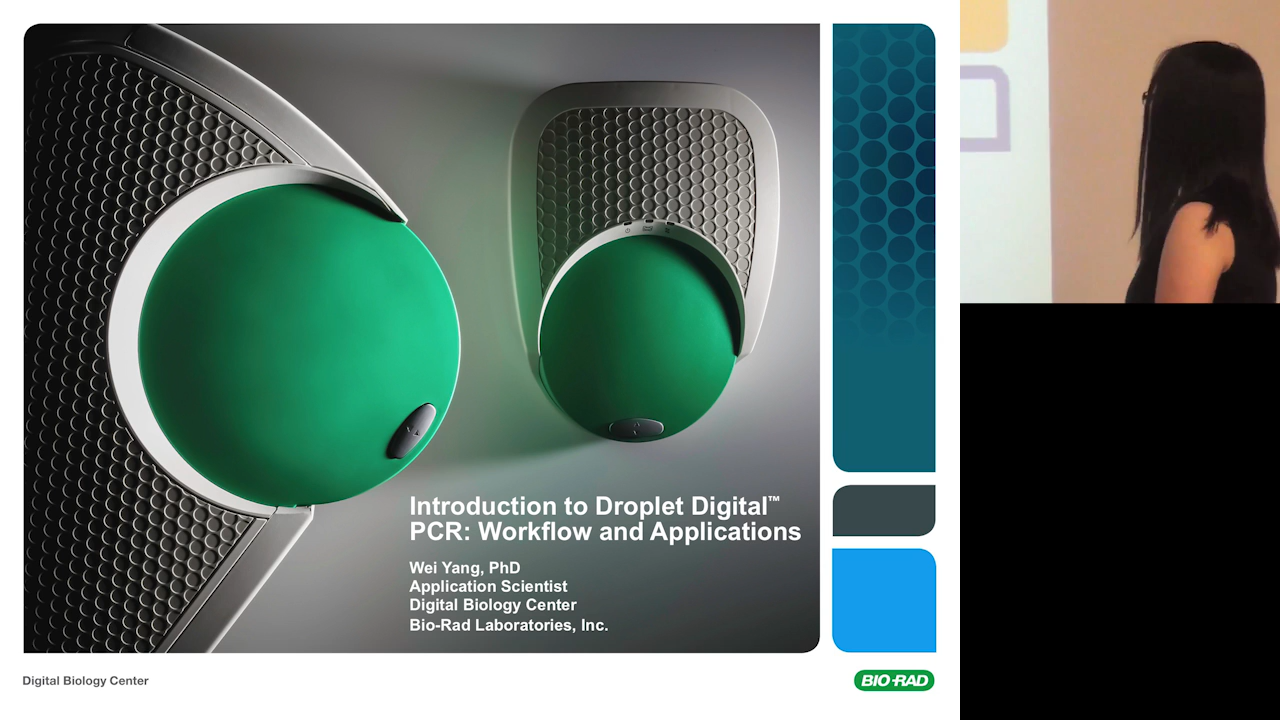 Introduction to Droplet Digital™
PCR: Workflow and Applications
Wei Yang, PhD
Application Scientist
Digital Biology Center
Bio-Rad Laboratories, Inc.
Digital Biology Center
BIO-RAD